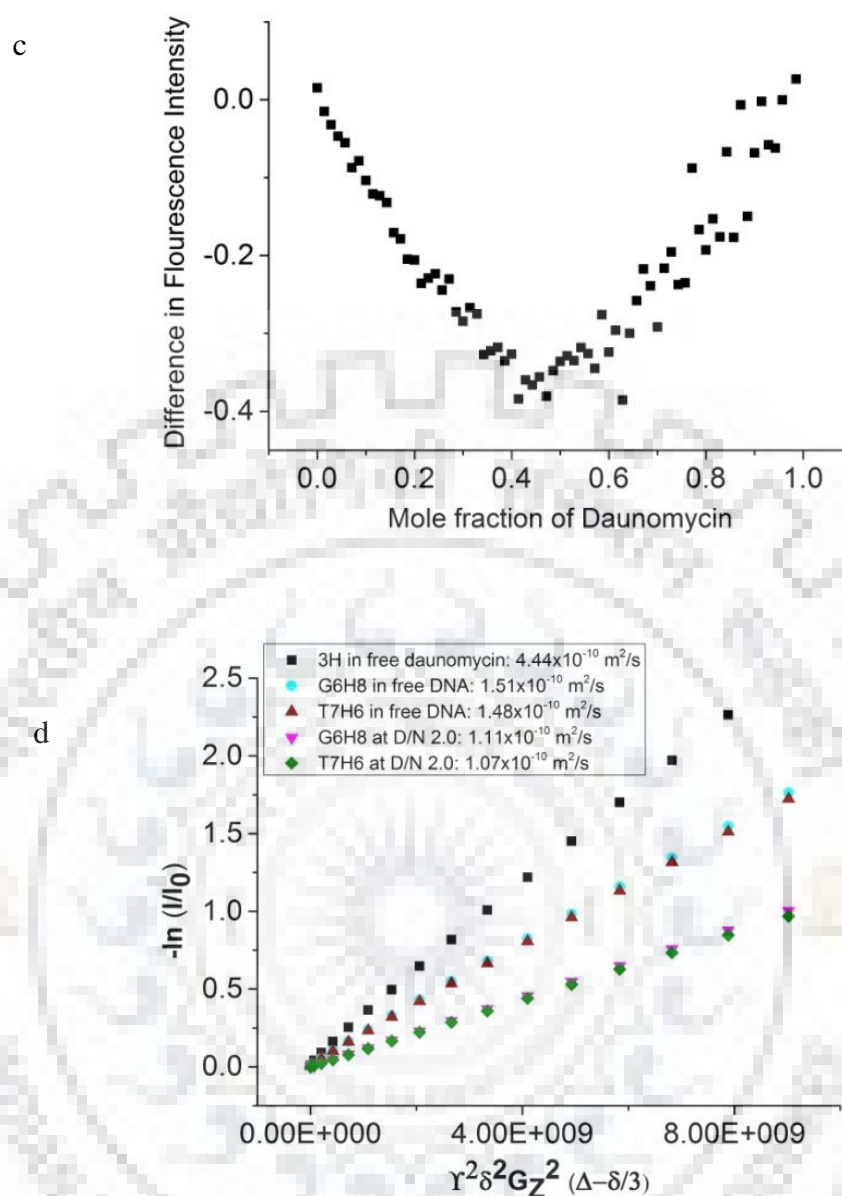 c
Difference in Flourescence Intensity
0.0
-0.2
-0.4
0.0 0.2 0.4 0.6 0.8 1.0
Mole fraction of Daunomycin
d
3H in free daunomycin: 4.44x10⁻¹⁰ m²/s
G6H8 in free DNA: 1.51x10⁻¹⁰ m²/s
T7H6 in free DNA: 1.48x10⁻¹⁰ m²/s
G6H8 at D/N 2.0: 1.11x10⁻¹⁰ m²/s
T7H6 at D/N 2.0: 1.07x10⁻¹⁰ m²/s
-ln (I/I₀)
2.5
2.0
1.5
1.0
0.5
0.0
0.00E+000 4.00E+009 8.00E+009
ϒ²δ²G_Z² (Δ−δ/3)